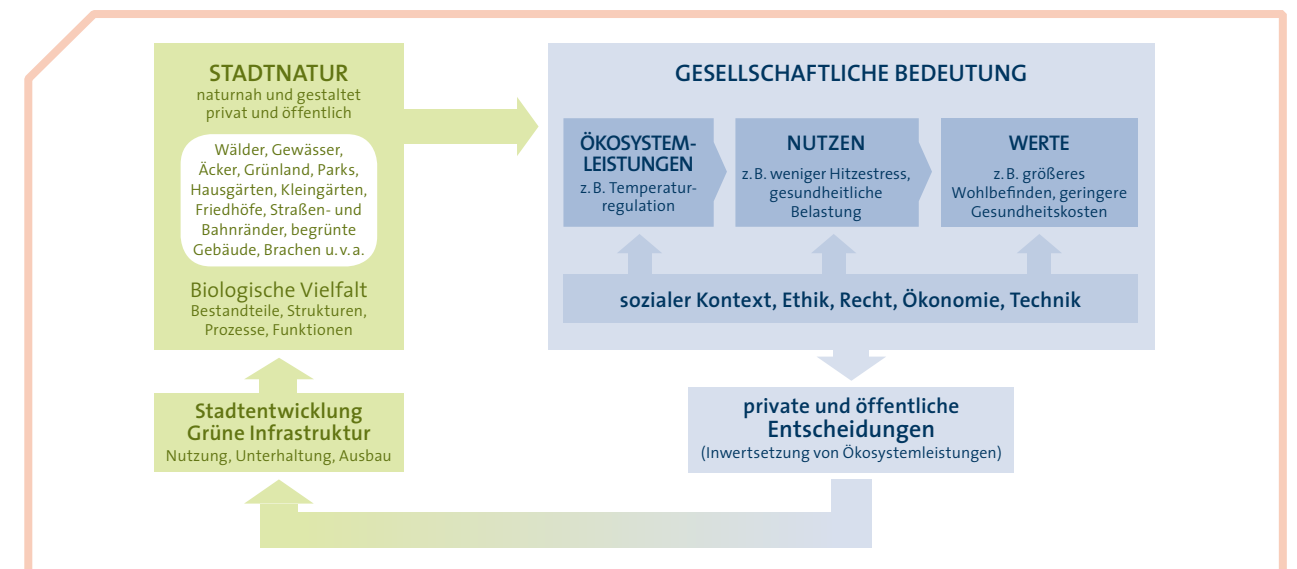 STADTNATUR
naturnah und gestaltet
privat und öffentlich
Wälder, Gewässer,
Äcker, Grünland, Parks,
Hausgärten, Kleingärten,
Friedhöfe, Straßen- und
Bahnränder, begrünte
Gebäude, Brachen u.v.a.
Biologische Vielfalt
Bestandteile, Strukturen,
Prozesse, Funktionen
GESELLSCHAFTLICHE BEDEUTUNG
ÖKOSYSTEM-
LEISTUNGEN
z.B. Temperatur-
regulation
NUTZEN
z.B. weniger Hitzestress,
gesundheitliche
Belastung
WERTE
z.B. größeres
Wohlbefinden, geringere
Gesundheitskosten
sozialer Kontext, Ethik, Recht, Ökonomie, Technik
private und öffentliche
Entscheidungen
(Inwertsetzung von Ökosystemleistungen)
Stadtentwicklung
Grüne Infrastruktur
Nutzung, Unterhaltung, Ausbau